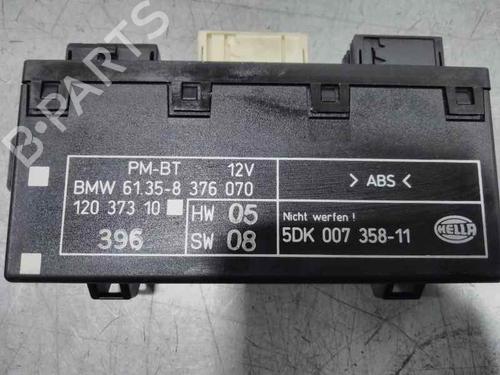 PM-BT 12V
BMW 61.35-8 376 070
120 373 10 HW 05
396 SW 08
> ABS <
Nicht werfen !
5DK 007 358-11
HELLA
B-PARTS